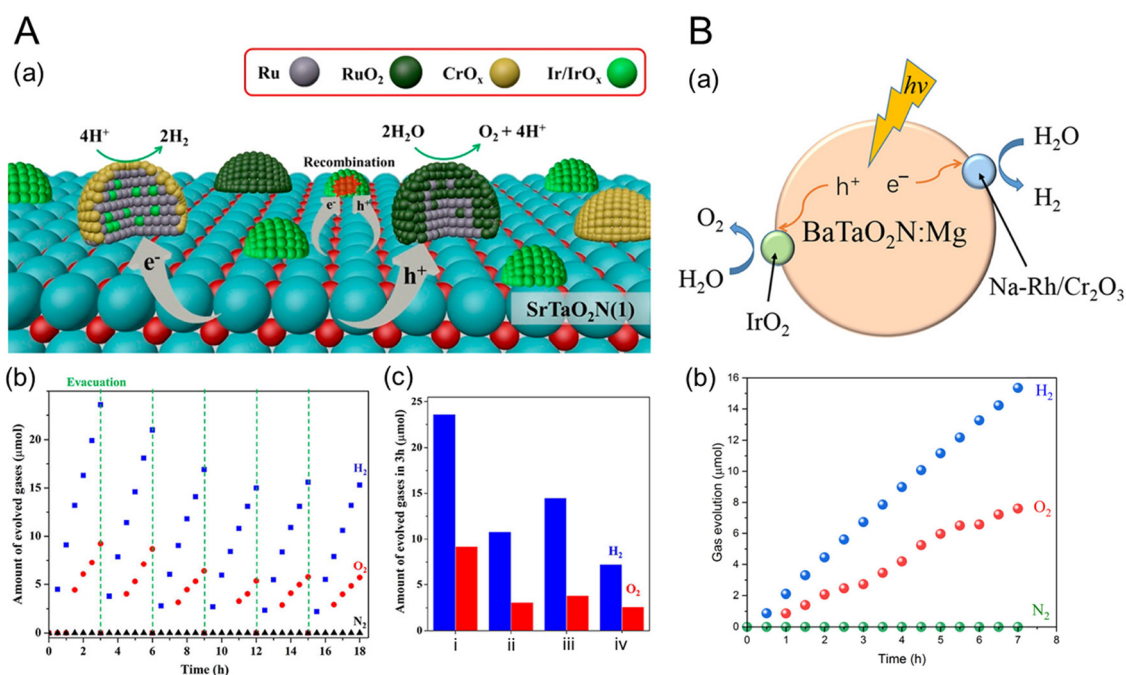 A
(a)
Ru
RuO₂
CrOₓ
Ir/IrOₓ
4H⁺
2H₂
Recombination
2H₂O
O₂ + 4H⁺
e⁻
h⁺
e⁻
h⁺
SrTaO₂N(1)
(b)
Evacuation
Amount of evolved gases (μmol)
25
20
15
10
5
0
H₂
O₂
N₂
0 2 4 6 8 10 12 14 16 18
Time (h)
(c)
Amount of evolved gases in 3h (μmol)
25
20
15
10
5
0
H₂
O₂
i ii iii iv
B
(a)
hν
H₂O
H₂
h⁺
e⁻
O₂
H₂O
BaTaO₂N:Mg
IrO₂
Na-Rh/Cr₂O₃
(b)
Gas evolution (μmol)
16
14
12
10
8
6
4
2
0
H₂
O₂
N₂
0 1 2 3 4 5 6 7 8
Time (h)